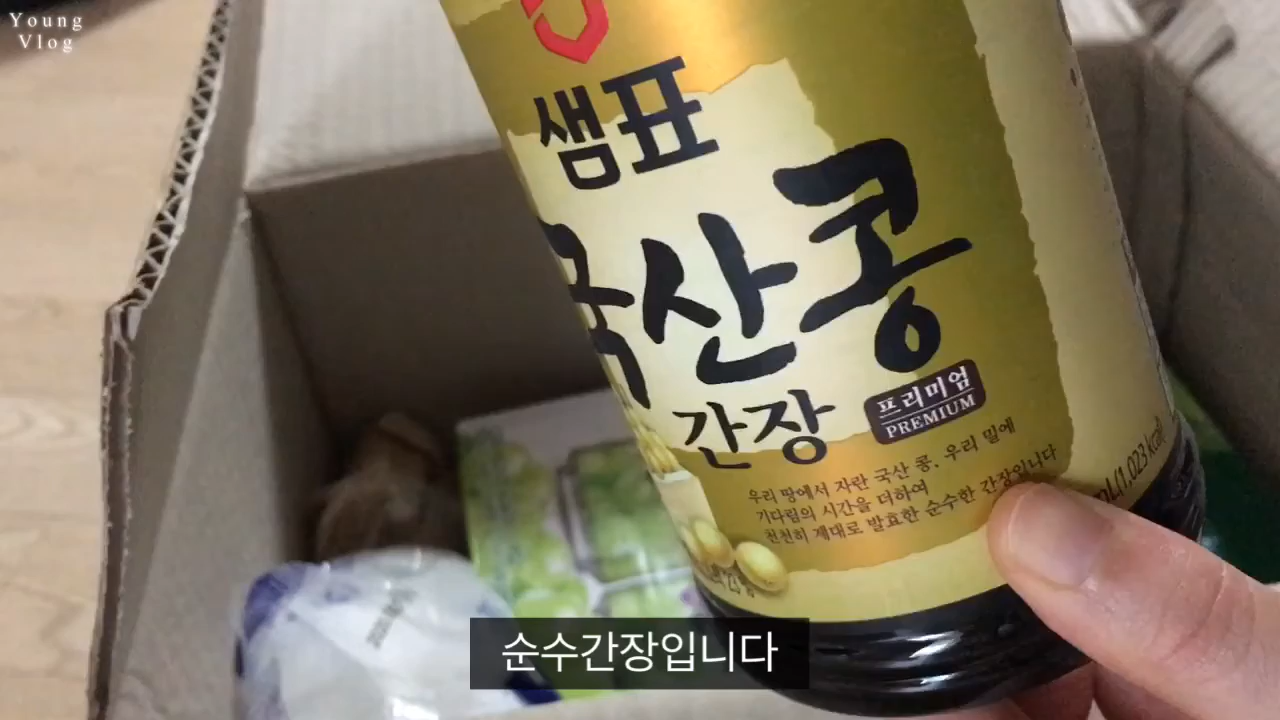 Young
Vlog
샘표
국산콩
간장
프리미엄
PREMIUM
우리 땅에서 자란 국산 콩, 우리 밀에
기다림의 시간을 더하여
천천히 제대로 발효한 순수한 간장입니다
(1,023 kcal)
순수간장입니다